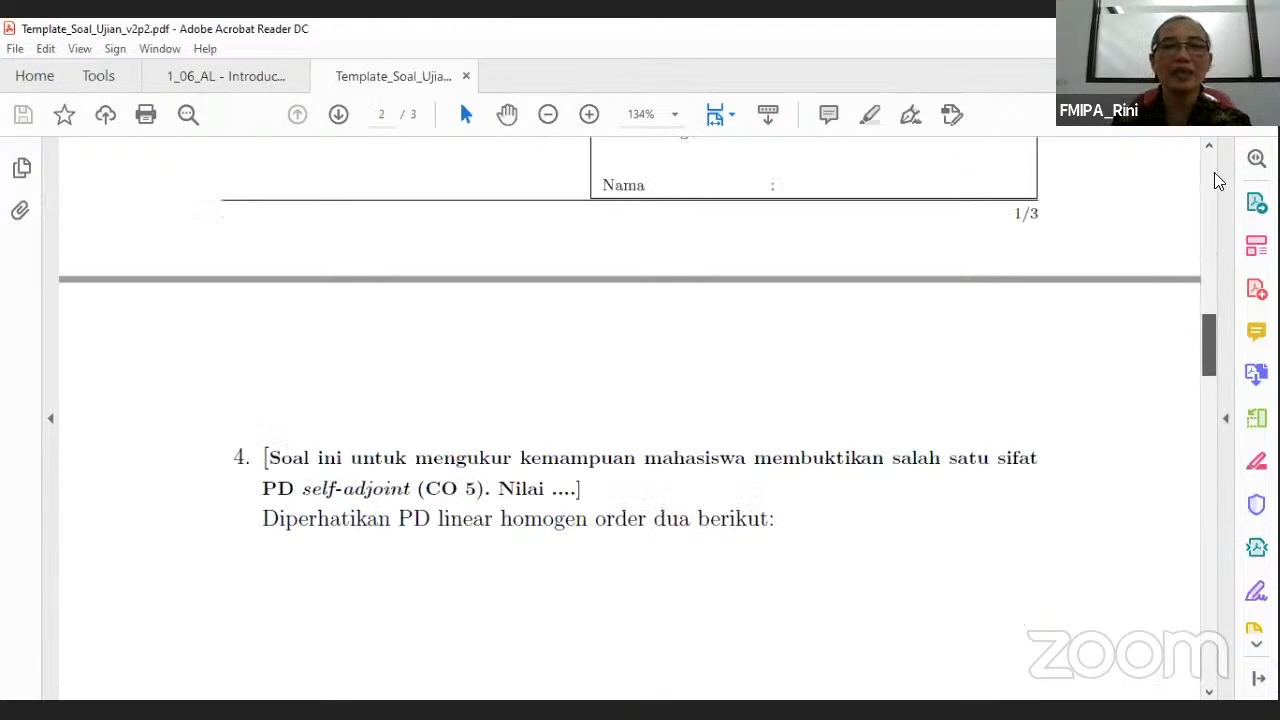 Template_Soal_Ujian_v2p2.pdf - Adobe Acrobat Reader DC
File Edit View Sign Window Help
Home Tools 1_06_AL - Introduc... Template_Soal_Ujia... ×
2 / 3 134%
FMIPA_Rini
Nama :
1/3
4. [Soal ini untuk mengukur kemampuan mahasiswa membuktikan salah satu sifat
PD self-adjoint (CO 5). Nilai ....]
Diperhatikan PD linear homogen order dua berikut:
zoom